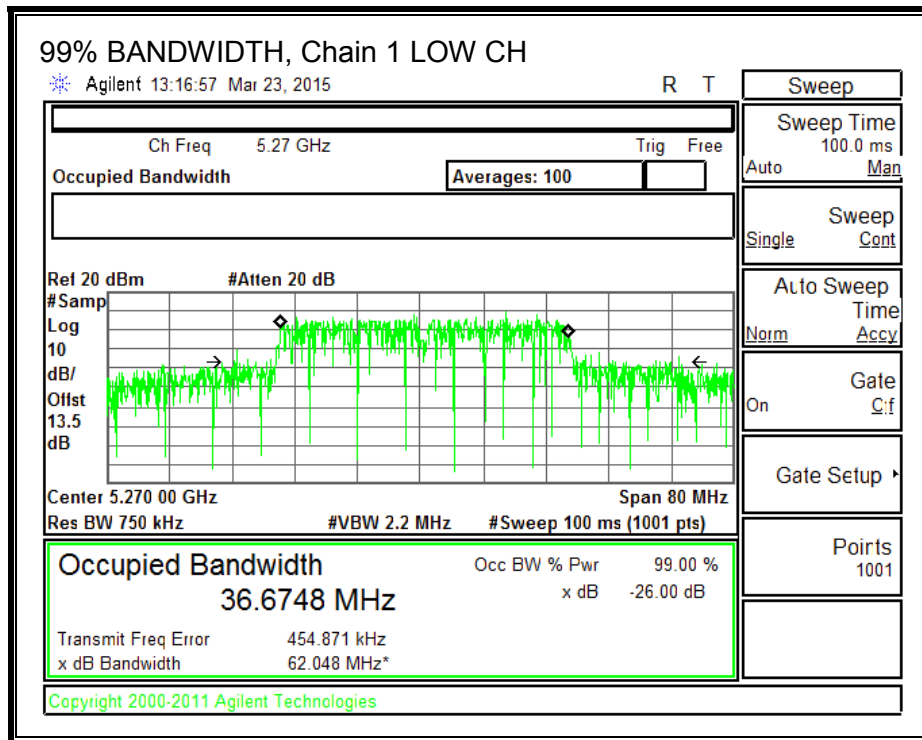 99% BANDWIDTH, Chain 1 LOW CH
Agilent 13:16:57 Mar 23, 2015 R T
Ch Freq 5.27 GHz Trig Free
Occupied Bandwidth Averages: 100
Ref 20 dBm #Atten 20 dB
#Samp
Log
10
dB/
Offst
13.5
dB
Center 5.270 00 GHz Span 80 MHz
Res BW 750 kHz #VBW 2.2 MHz #Sweep 100 ms (1001 pts)
Occupied Bandwidth Occ BW % Pwr 99.00 %
36.6748 MHz x dB -26.00 dB
Transmit Freq Error 454.871 kHz
x dB Bandwidth 62.048 MHz*
Copyright 2000-2011 Agilent Technologies
Sweep
Sweep Time
100.0 ms
Auto Man
Sweep
Single Cont
Auto Sweep
Time
Norm Accy
Gate
On Off
Gate Setup
Points
1001